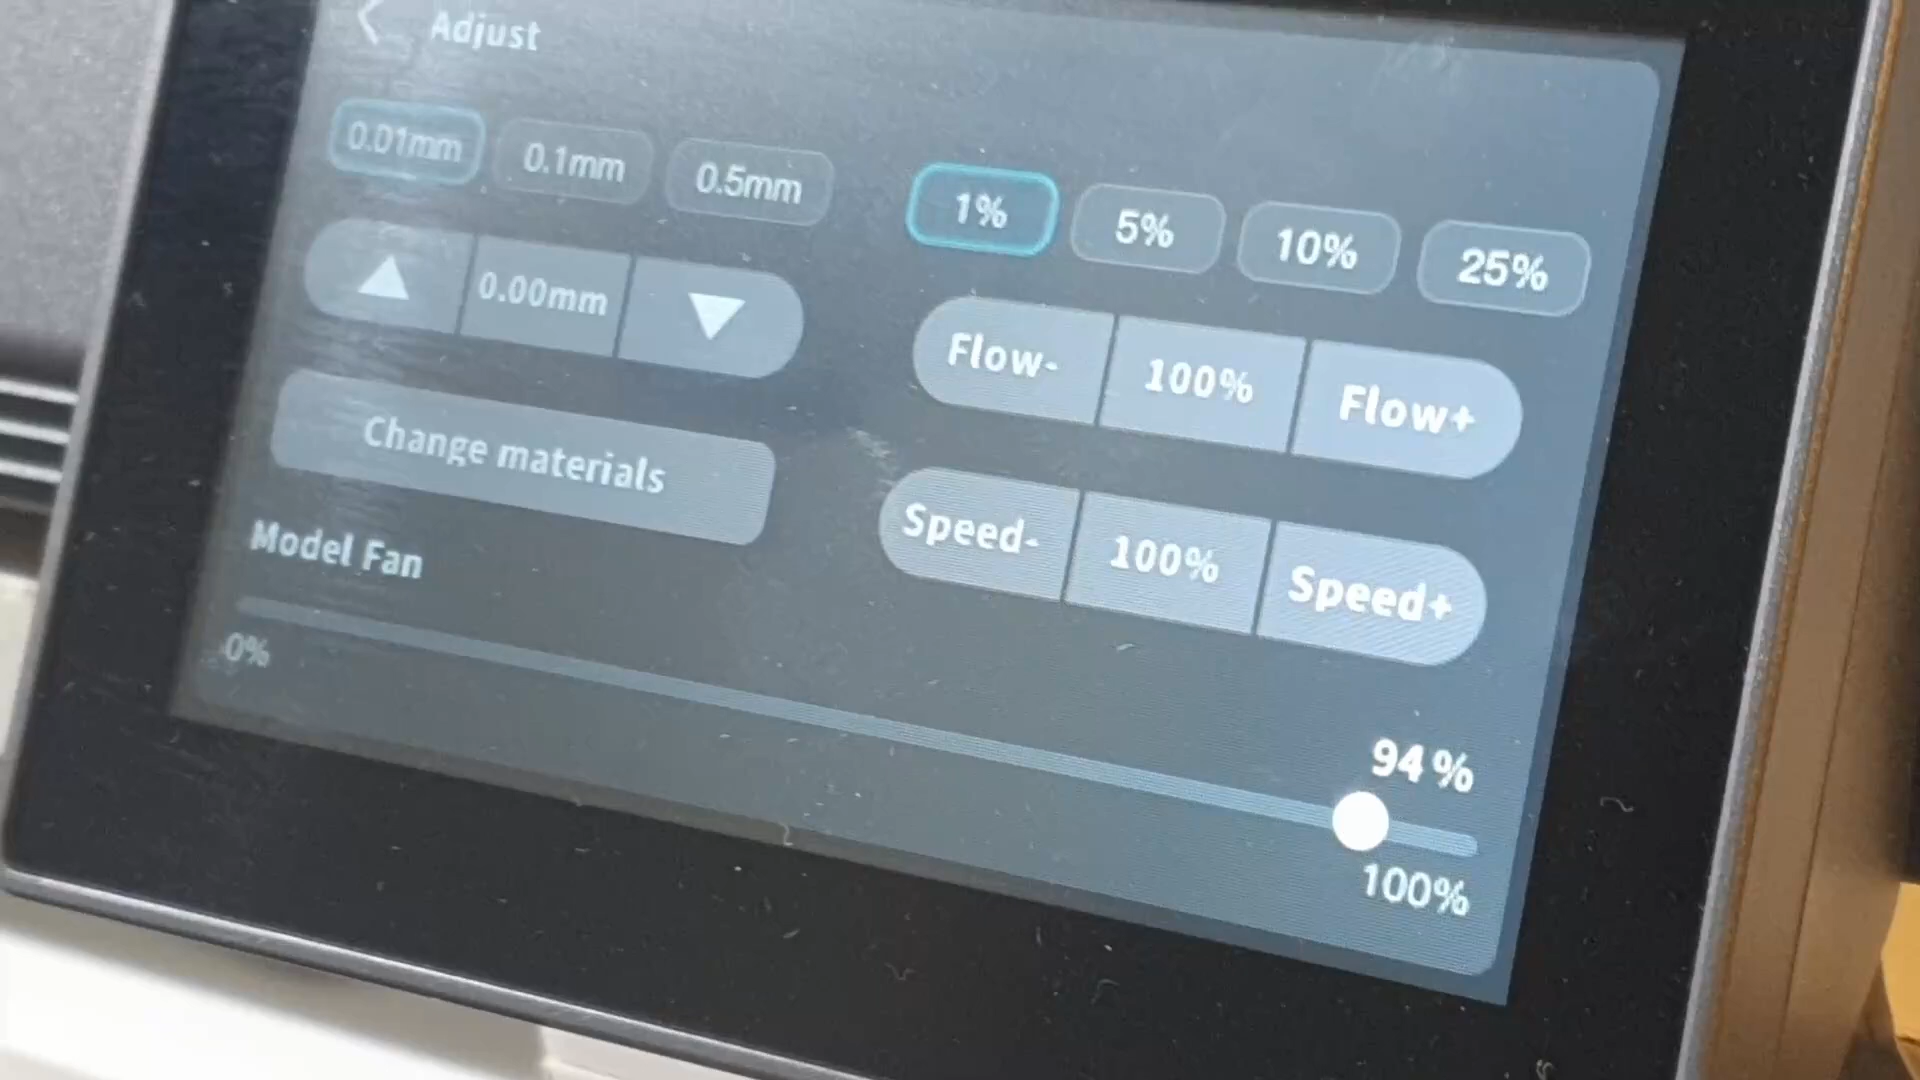 Adjust
0.01mm 0.1mm 0.5mm
1% 5% 10% 25%
0.00mm
Flow- 100% Flow+
Change materials
Speed- 100% Speed+
Model Fan
0%
94%
100%